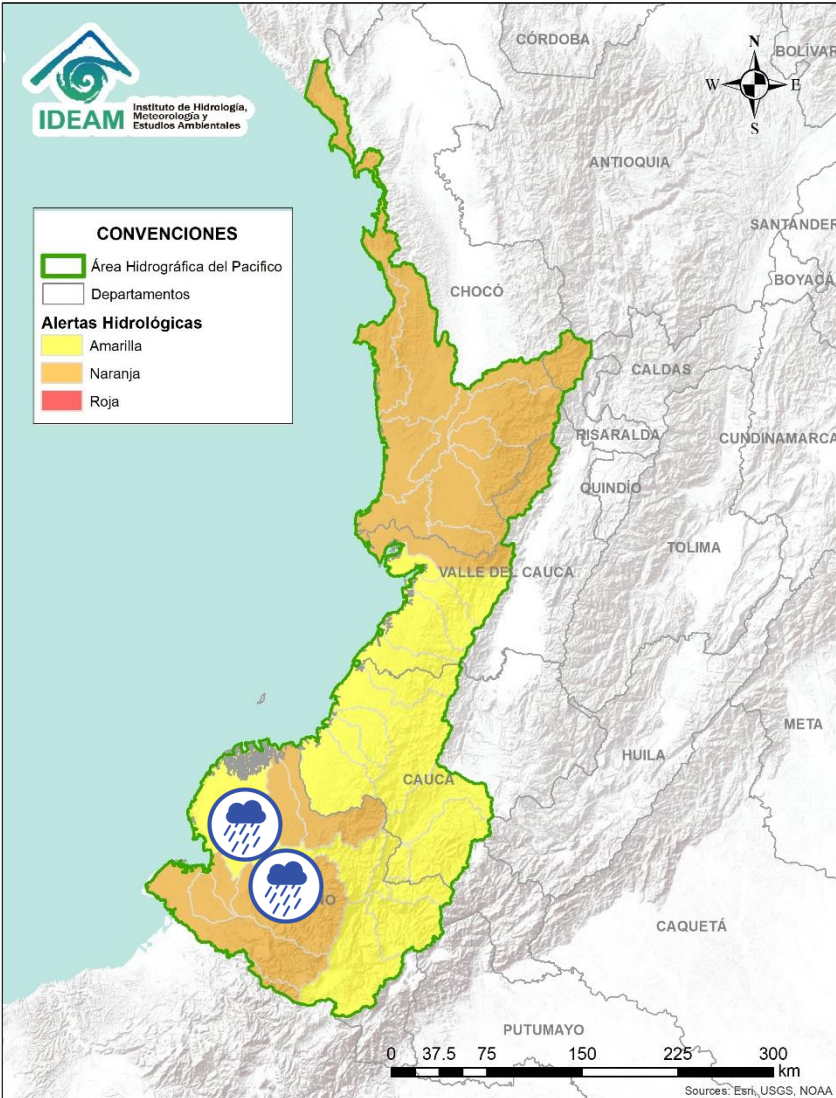 IDEAM
Instituto de Hidrología,
Meteorología y
Estudios Ambientales
CÓRDOBA
BOLÍVAR
N
W
E
S
ANTIOQUIA
SANTANDER
CONVENCIONES
Área Hidrográfica del Pacifico
Departamentos
Alertas Hidrológicas
Amarilla
Naranja
Roja
BOYACÁ
CHOCÓ
CALDAS
RISARALDA
CUNDINAMARCA
QUINDÍO
TOLIMA
VALLE DEL CAUCA
META
HUILA
CAUCA
CAQUETÁ
PUTUMAYO
0 37.5 75 150 225 300
km
Sources: Esri, USGS, NOAA